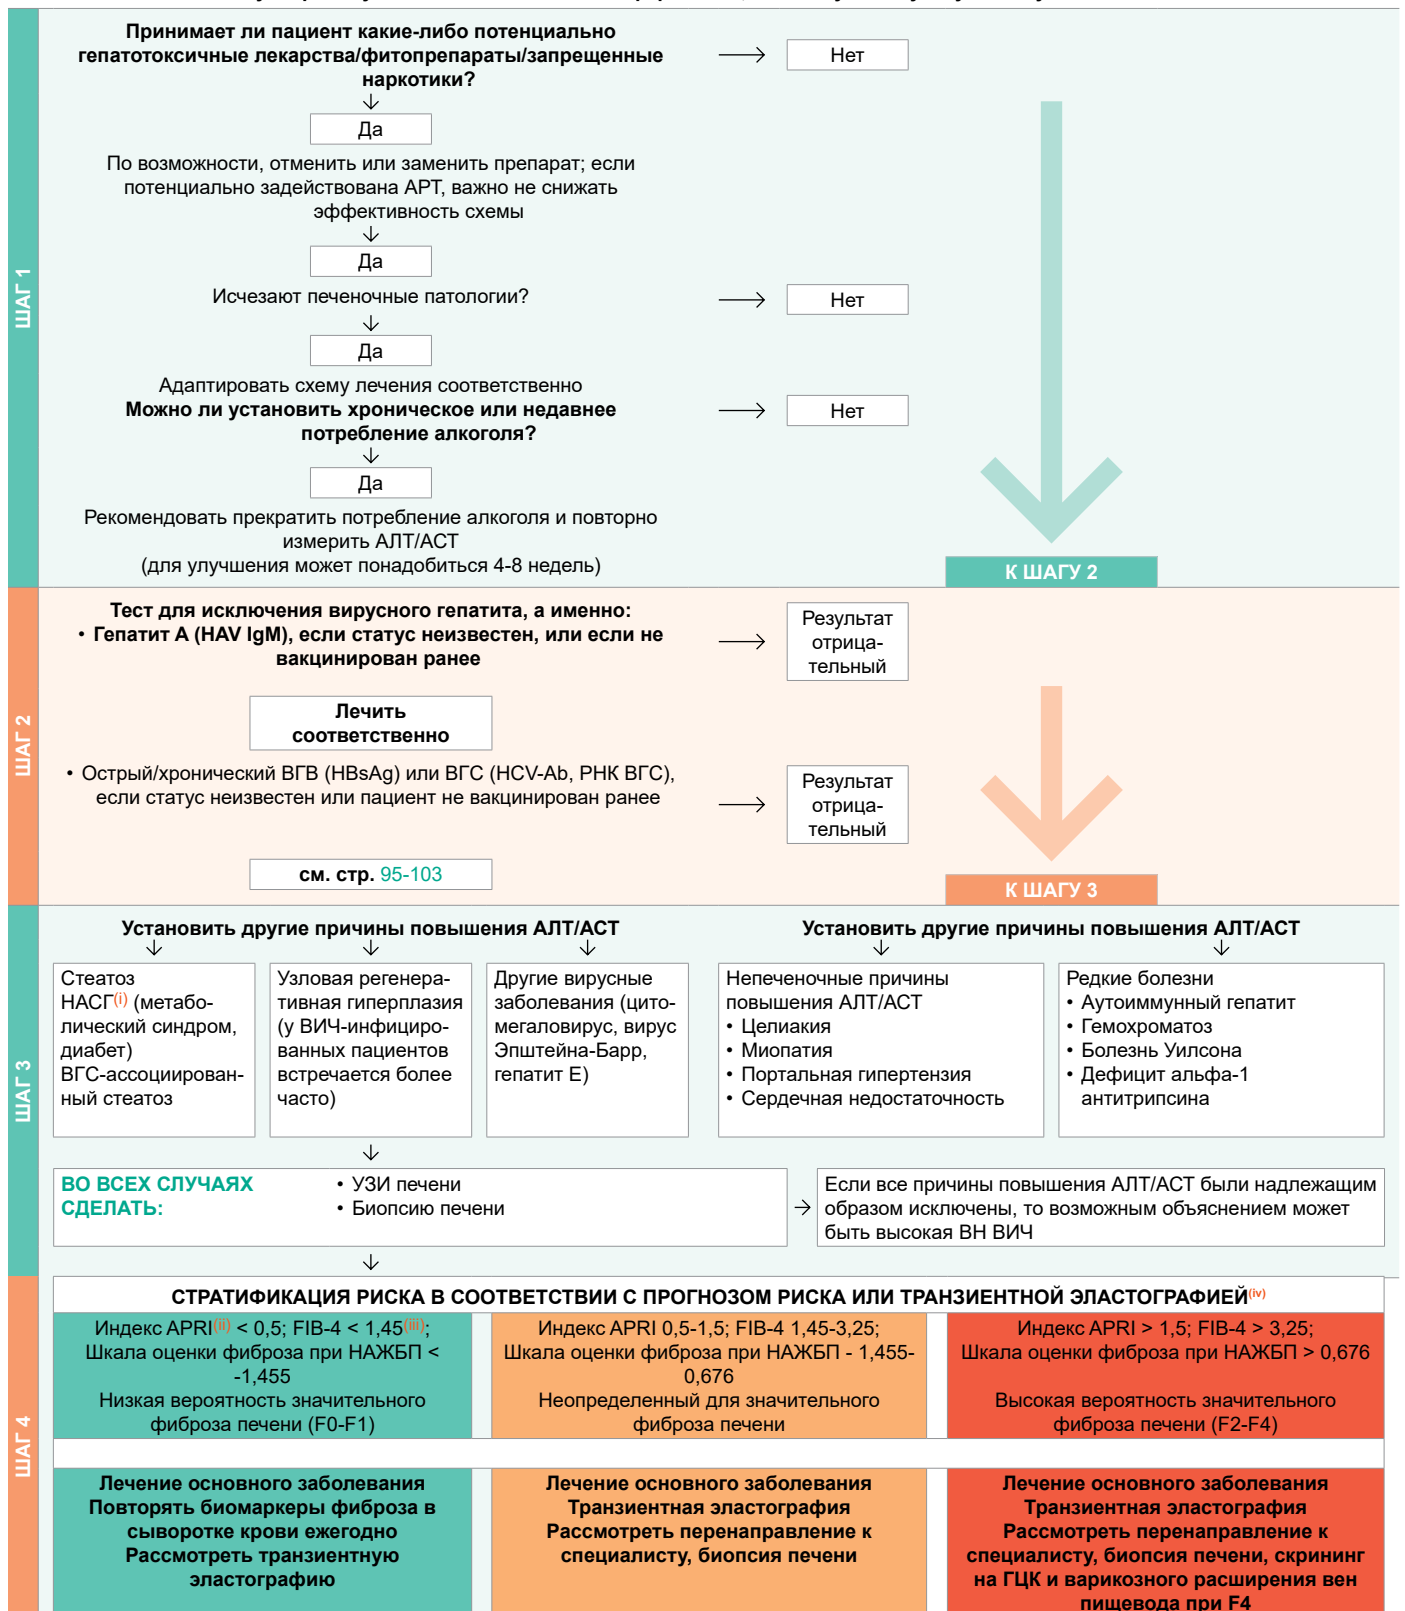 ШАГ 1
Принимает ли пациент какие-либо потенциально
гепатотоксичные лекарства/фитопрепараты/запрещенные
наркотики?
Нет
Да
По возможности, отменить или заменить препарат; если
потенциально задействована АРТ, важно не снижать
эффективность схемы
Да
Исчезают печеночные патологии?
Нет
Да
Адаптировать схему лечения соответственно
Можно ли установить хроническое или недавнее
потребление алкоголя?
Нет
Да
Рекомендовать прекратить потребление алкоголя и повторно
измерить АЛТ/АСТ
(для улучшения может понадобиться 4-8 недель)
К ШАГУ 2
ШАГ 2
Тест для исключения вирусного гепатита, а именно:
• Гепатит A (HAV IgM), если статус неизвестен, или если не
вакцинирован ранее
Результат
отрица-
тельный
Лечить
соответственно
• Острый/хронический ВГВ (HBsAg) или ВГС (HCV-Ab, РНК ВГС),
если статус неизвестен или пациент не вакцинирован ранее
Результат
отрица-
тельный
см. стр. 95-103
К ШАГУ 3
ШАГ 3
Установить другие причины повышения АЛТ/АСТ
Установить другие причины повышения АЛТ/АСТ
Стеатоз
НАСГ(i) (метабо-
лический синдром,
диабет)
ВГС-ассоциирован-
ный стеатоз
Узловая регенера-
тивная гиперплазия
(у ВИЧ-инфициро-
ванных пациентов
встречается более
часто)
Другие вирусные
заболевания (цито-
мегаловирус, вирус
Эпштейна-Барр,
гепатит Е)
Непеченочные причины
повышения АЛТ/АСТ
• Целиакия
• Миопатия
• Портальная гипертензия
• Сердечная недостаточность
Редкие болезни
• Аутоиммунный гепатит
• Гемохроматоз
• Болезнь Уилсона
• Дефицит альфа-1
антитрипсина
ВО ВСЕХ СЛУЧАЯХ
СДЕЛАТЬ:
• УЗИ печени
• Биопсию печени
Если все причины повышения АЛТ/АСТ были надлежащим
образом исключены, то возможным объяснением может
быть высокая ВН ВИЧ
ШАГ 4
СТРАТИФИКАЦИЯ РИСКА В СООТВЕТСТВИИ С ПРОГНОЗОМ РИСКА ИЛИ ТРАНЗИЕНТНОЙ ЭЛАСТОГРАФИЕЙ(iv)
Индекс APRI(ii) < 0,5; FIB-4 < 1,45(iii);
Шкала оценки фиброза при НАЖБП <
-1,455
Низкая вероятность значительного
фиброза печени (F0-F1)
Индекс APRI 0,5-1,5; FIB-4 1,45-3,25;
Шкала оценки фиброза при НАЖБП - 1,455-
0,676
Неопределенный для значительного
фиброза печени
Индекс APRI > 1,5; FIB-4 > 3,25;
Шкала оценки фиброза при НАЖБП > 0,676
Высокая вероятность значительного
фиброза печени (F2-F4)
Лечение основного заболевания
Повторять биомаркеры фиброза в
сыворотке крови ежегодно
Рассмотреть транзиентную
эластографию
Лечение основного заболевания
Транзиентная эластография
Рассмотреть перенаправление к
специалисту, биопсия печени
Лечение основного заболевания
Транзиентная эластография
Рассмотреть перенаправление к
специалисту, биопсия печени, скрининг
на ГЦК и варикозного расширения вен
пищевода при F4